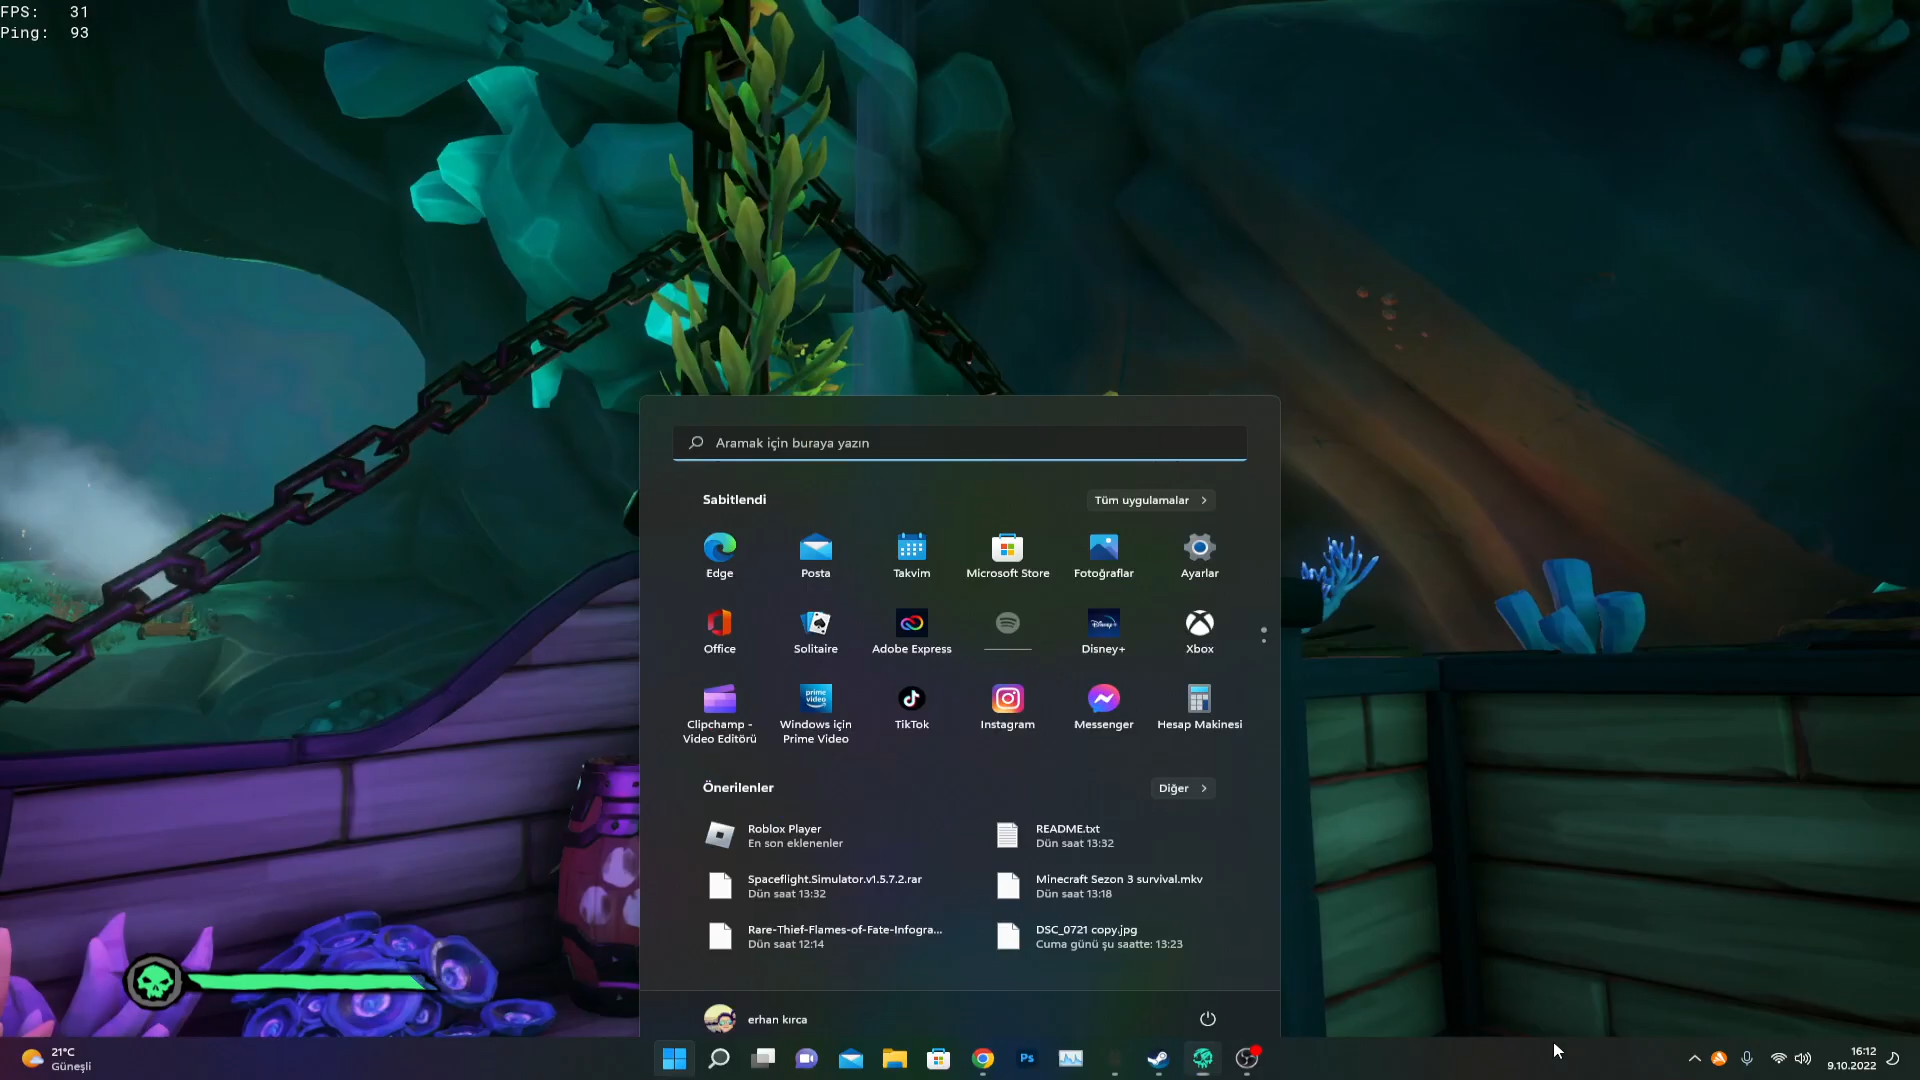 FPS: 31
Ping: 93
Aramak için buraya yazın
Sabitlendi
Tüm uygulamalar
Edge
Posta
Takvim
Microsoft Store
Fotoğraflar
Ayarlar
Office
Solitaire
Adobe Express
Disney+
Disney+
Xbox
Clipchamp -
Video Editörü
prime
video
Windows için
Prime Video
TikTok
Instagram
Messenger
Hesap Makinesi
Önerilenler
Diğer
Roblox Player
En son eklenenler
README.txt
Dün saat 13:32
Spaceflight.Simulator.v1.5.7.2.rar
Dün saat 13:32
Minecraft Sezon 3 survival.mkv
Dün saat 13:18
Rare-Thief-Flames-of-Fate-Infogra...
Dün saat 12:14
DSC_0721 copy.jpg
Cuma günü şu saatte: 13:23
erhan kırca
21°C
Güneşli
Ps
16:12
9.10.2022